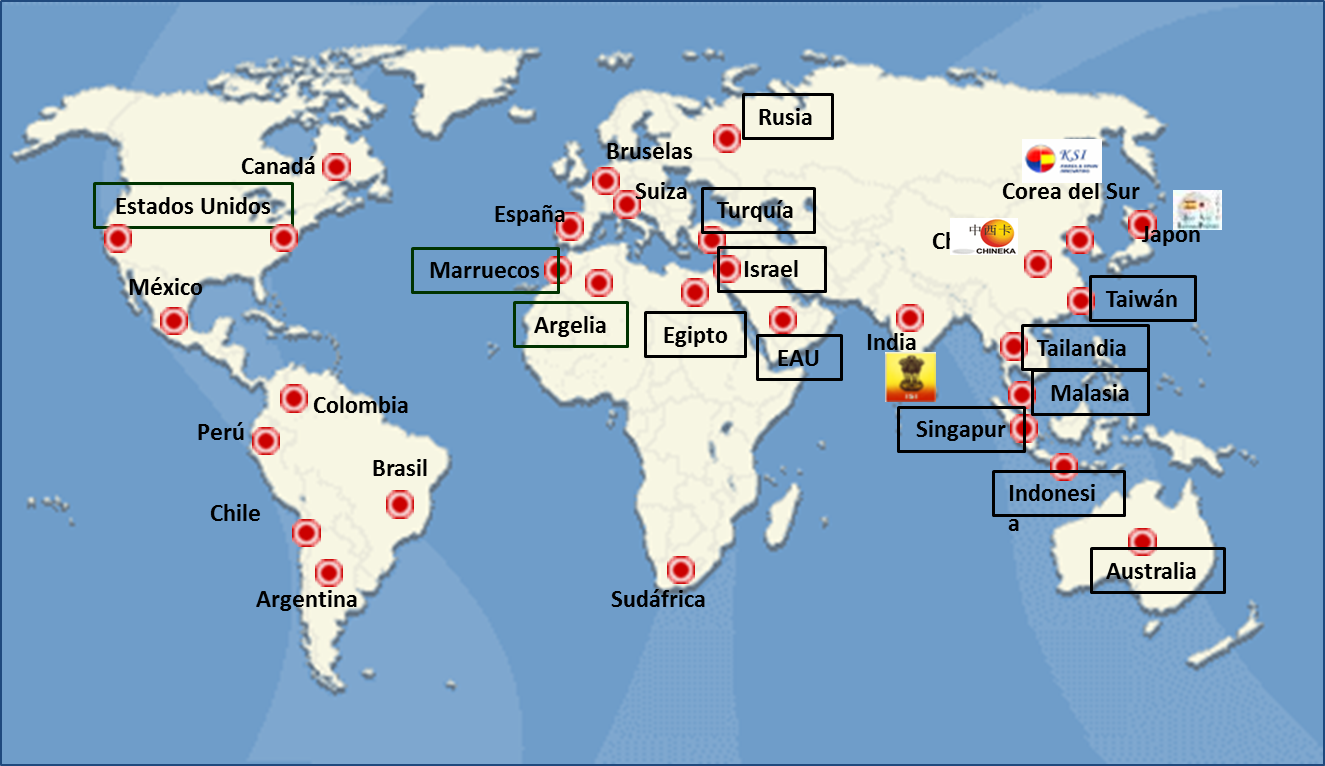 Rusia
Bruselas
KSI
Canadá
Corea del Sur
Suiza
Estados Unidos
España
Turquía
Japón
中西卡
CHINEKA
Marruecos
Israel
México
Taiwán
Argelia
Egipto
India
Tailandia
EAU
Malasia
Colombia
Singapur
Perú
Brasil
Indonesi
a
Chile
Australia
Argentina
Sudáfrica